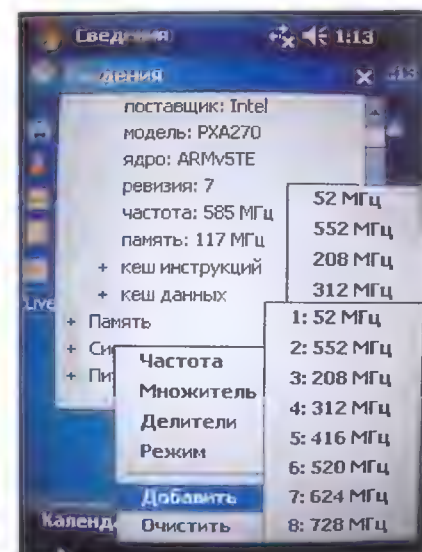 Сведения 1:13
Сведения
поставщик: Intel
модель: PXA270
ядро: ARMv5TE
ревизия: 7
частота: 585 МГц
память: 117 МГц
+ кеш инструкций
+ кеш данных
+ Память
+ Си
+ Пи
52 МГц
552 МГц
208 МГц
312 МГц
1: 52 МГц
2: 552 МГц
3: 208 МГц
4: 312 МГц
5: 416 МГц
6: 520 МГц
7: 624 МГц
8: 728 МГц
Частота
Множитель
Делители
Режим
Добавить
Очистить
Live
Календ